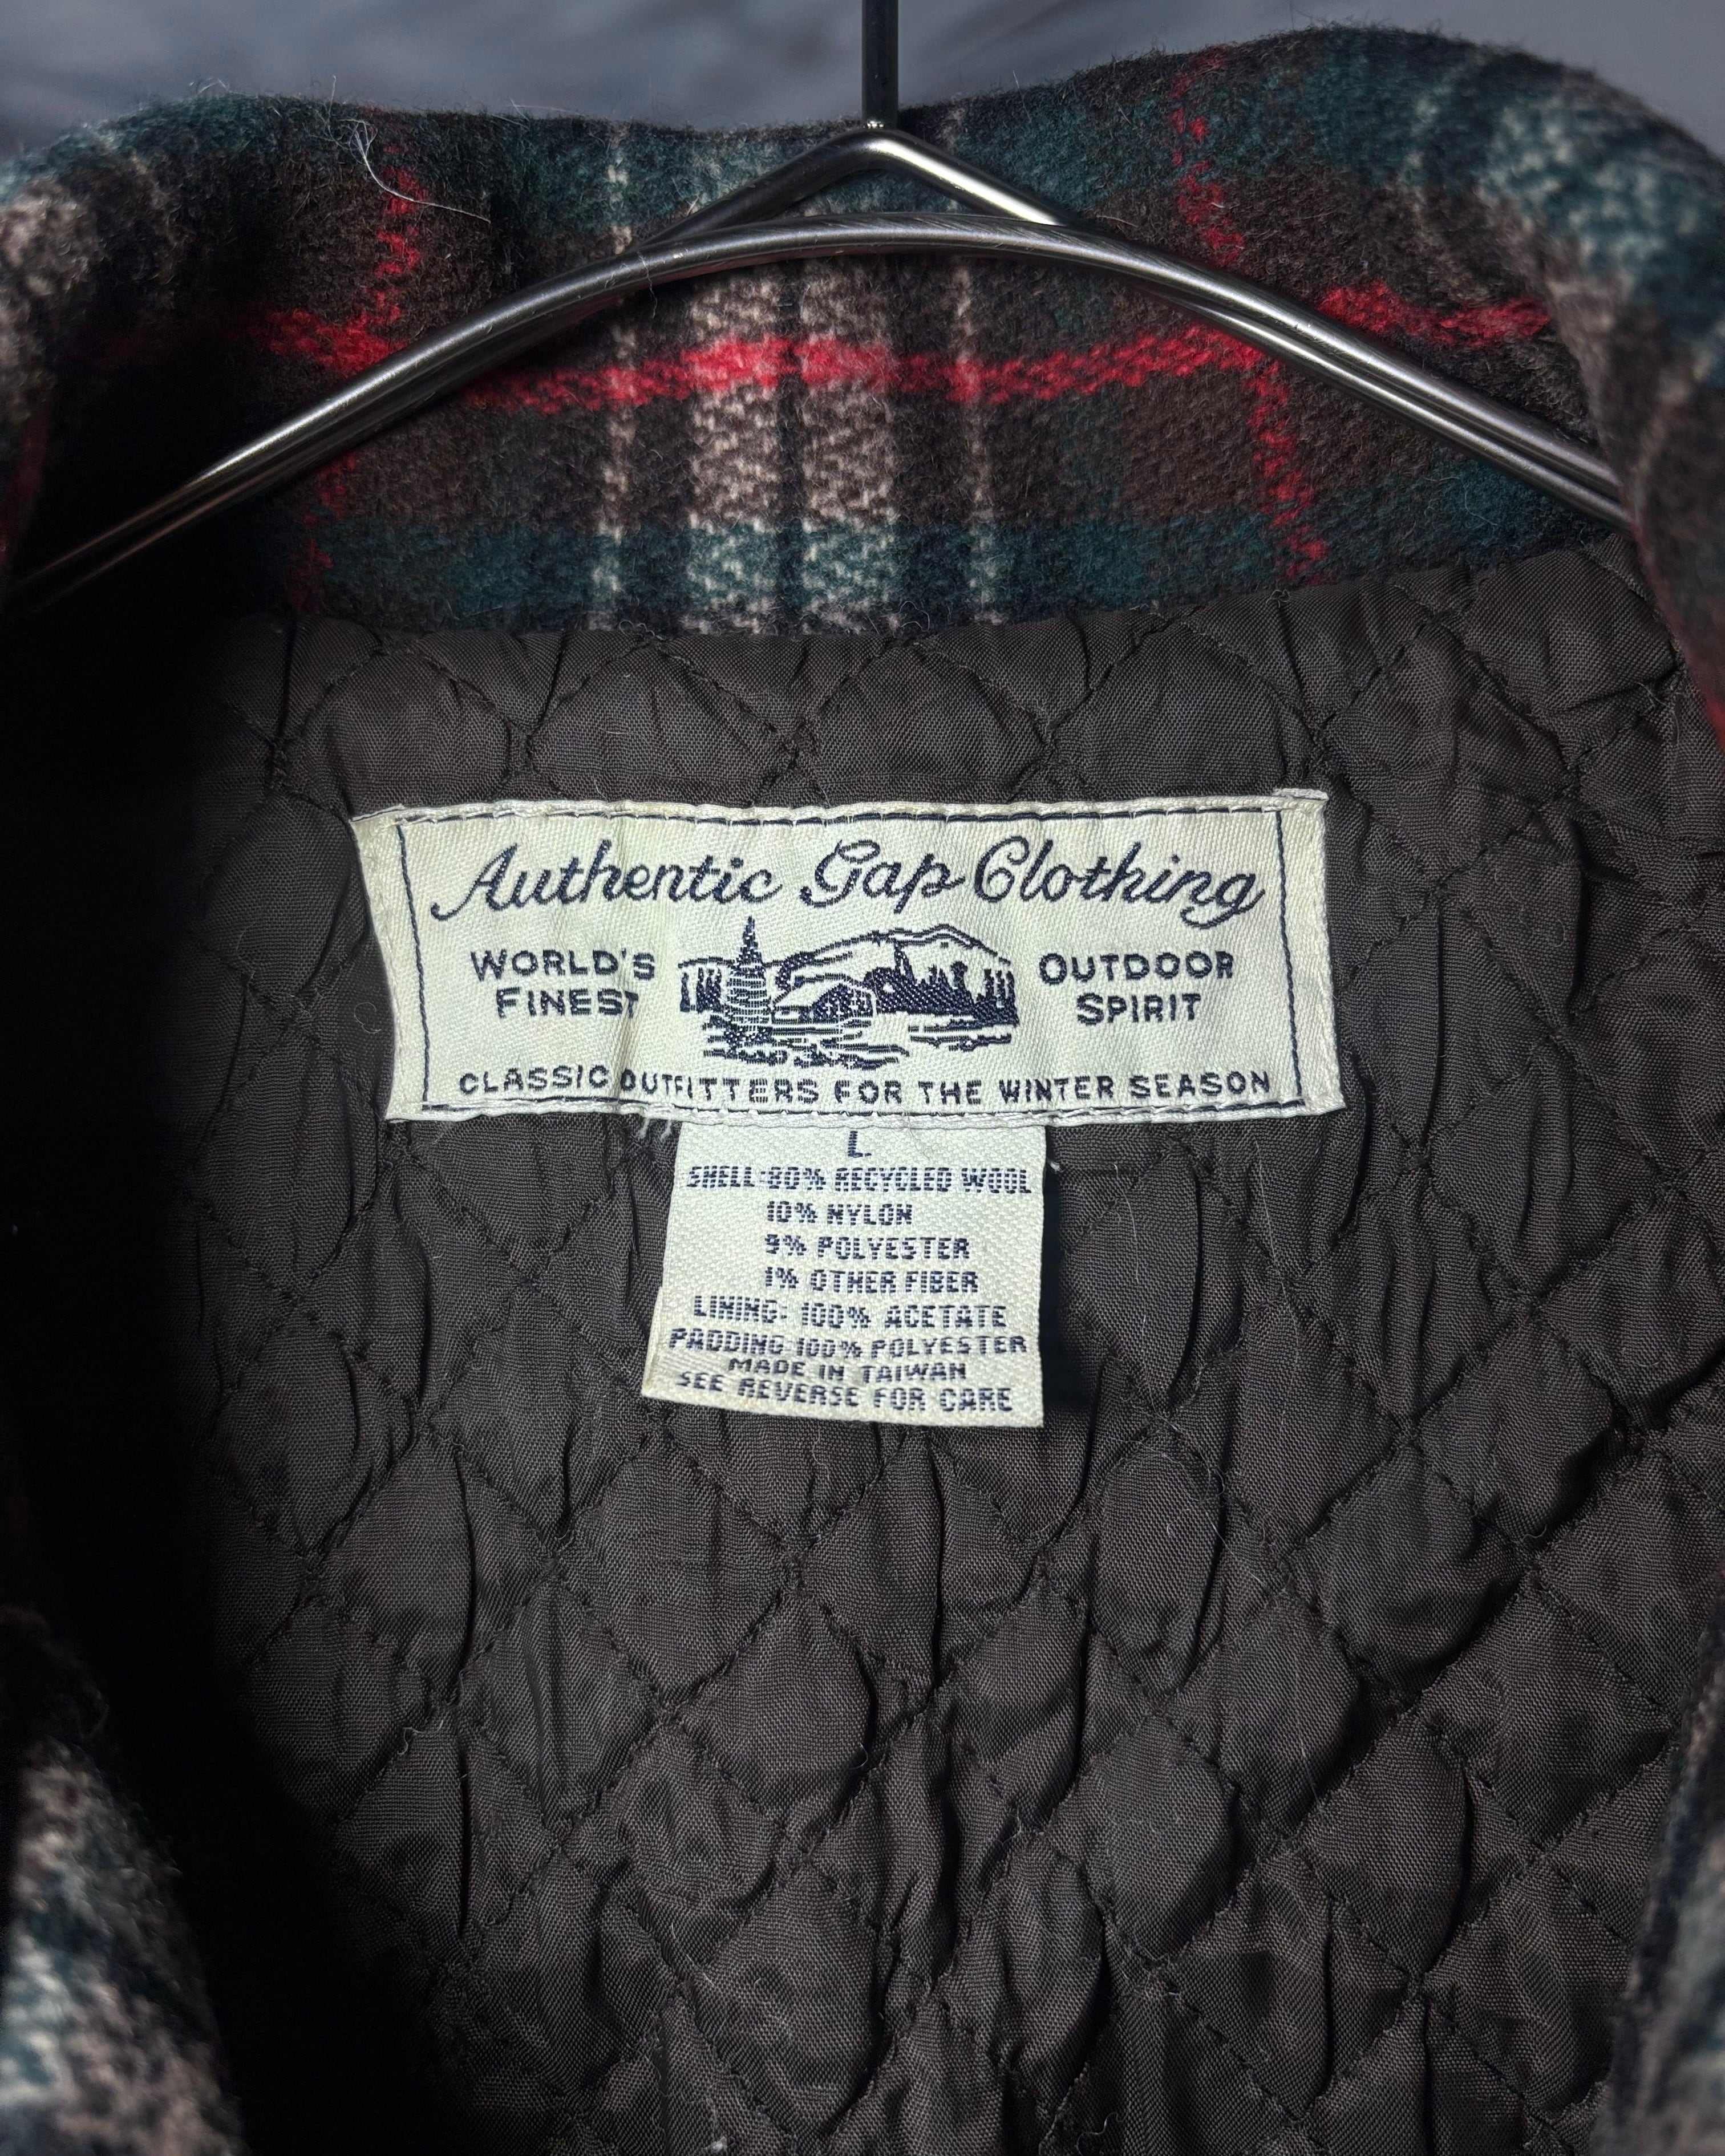 Authentic Gap Clothing
WORLD'S
FINEST
OUTDOOR
SPIRIT
CLASSIC OUTFITTERS FOR THE WINTER SEASON
L
SHELL:80% RECYCLED WOOL
10% NYLON
9% POLYESTER
1% OTHER FIBER
LINING: 100% ACETATE
PADDING:100% POLYESTER
MADE IN TAIWAN
SEE REVERSE FOR CARE